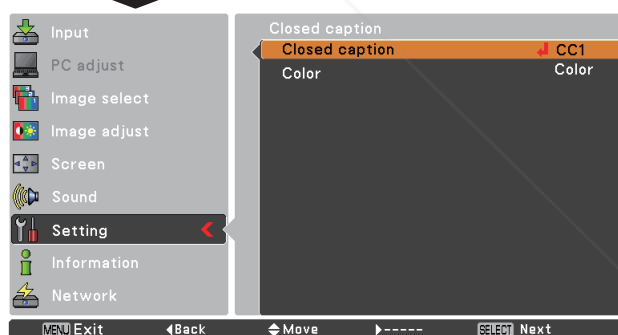 Input
PC adjust
Image select
Image adjust
Screen
Sound
Setting
Information
Network
Closed caption
Closed caption CC1
Color Color
MENU Exit Back Move ----- SELECT Next